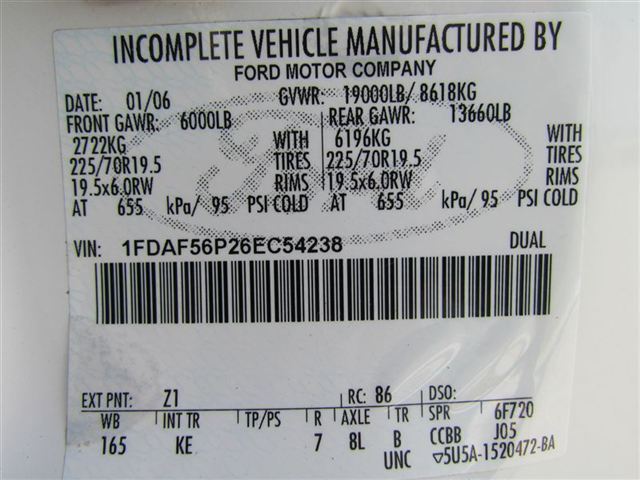 INCOMPLETE VEHICLE MANUFACTURED BY
FORD MOTOR COMPANY
DATE: 01/06 GVWR: 19000LB/ 8618KG
FRONT GAWR: 6000LB REAR GAWR: 13660LB
2722KG WITH 6196KG WITH
225/70R19.5 TIRES 225/70R19.5 TIRES
19.5x6.0RW RIMS 19.5x6.0RW RIMS
AT 655 kPa/ 95 PSI COLD AT 655 kPa/ 95 PSI COLD
VIN: 1FDAF56P26EC54238 DUAL
EXT PNT: Z1 RC: 86 DSO:
WB INT TR TP/PS R AXLE TR SPR 6F720
165 KE 7 8L B CCBB J05
UNC ▽5U5A-1520472-BA